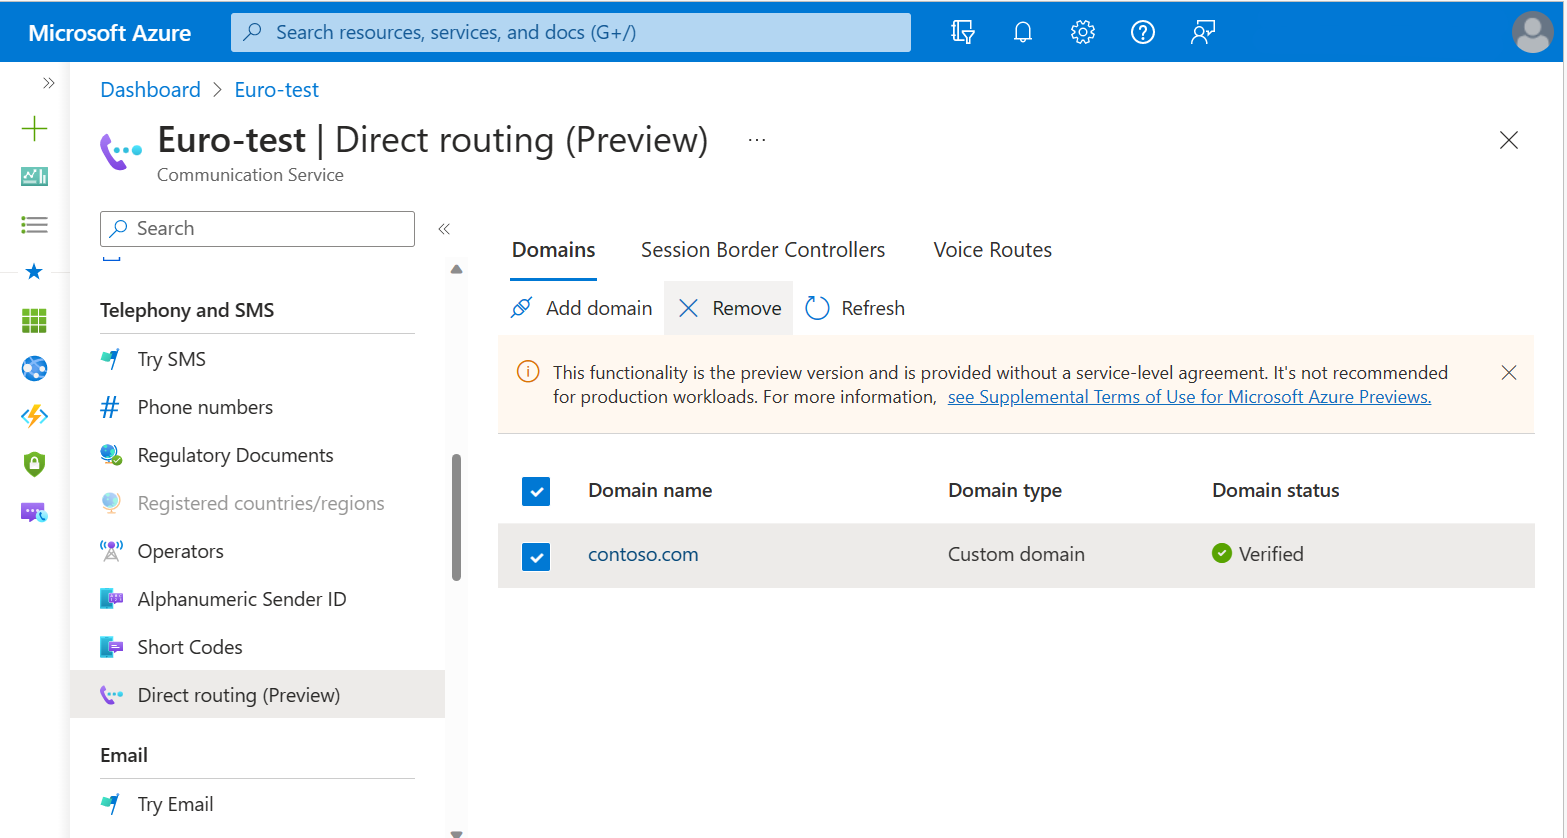 Microsoft Azure
Search resources, services, and docs (G+/)
Dashboard > Euro-test
Euro-test | Direct routing (Preview) ...
Communication Service
Search
Telephony and SMS
Try SMS
Phone numbers
Regulatory Documents
Registered countries/regions
Operators
Alphanumeric Sender ID
Short Codes
Direct routing (Preview)
Email
Try Email
Domains Session Border Controllers Voice Routes
Add domain Remove Refresh
This functionality is the preview version and is provided without a service-level agreement. It's not recommended
for production workloads. For more information, see Supplemental Terms of Use for Microsoft Azure Previews.
Domain name Domain type Domain status
contoso.com Custom domain Verified